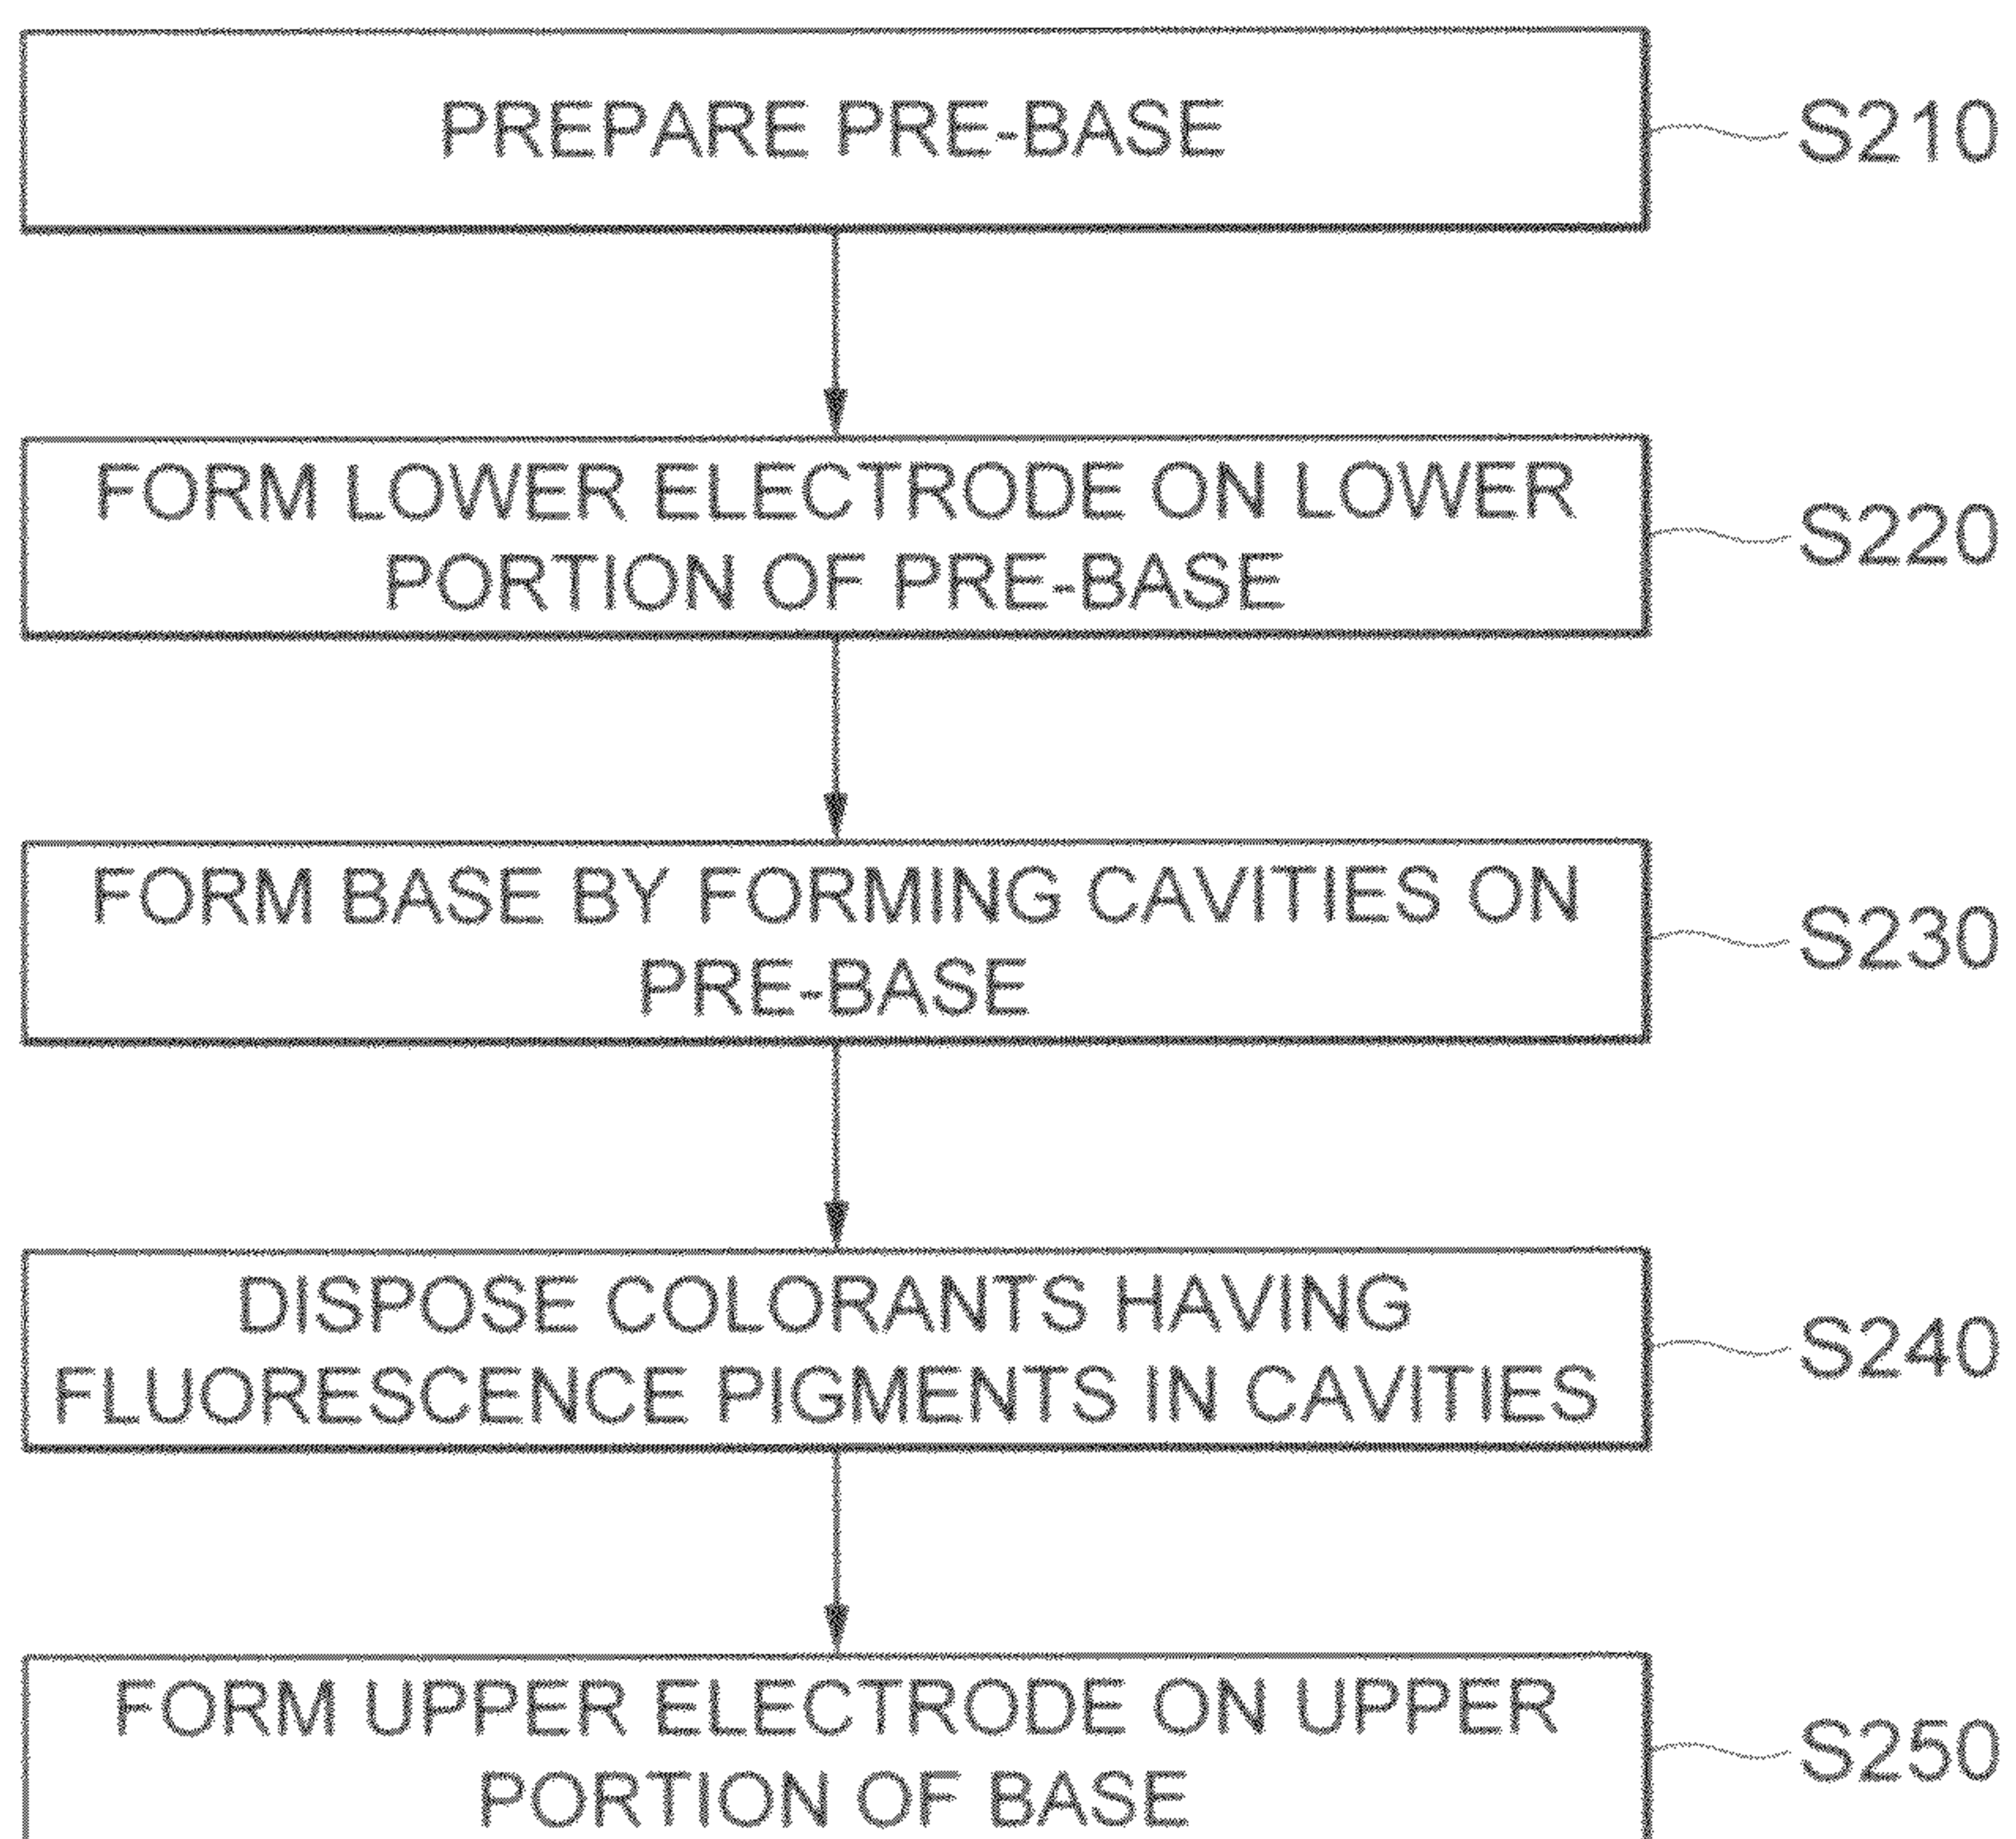 PREPARE PRE-BASE
S210
FORM LOWER ELECTRODE ON LOWER
PORTION OF PRE-BASE
S220
FORM BASE BY FORMING CAVITIES ON
PRE-BASE
S230
DISPOSE COLORANTS HAVING
FLUORESCENCE PIGMENTS IN CAVITIES
S240
FORM UPPER ELECTRODE ON UPPER
PORTION OF BASE
S250